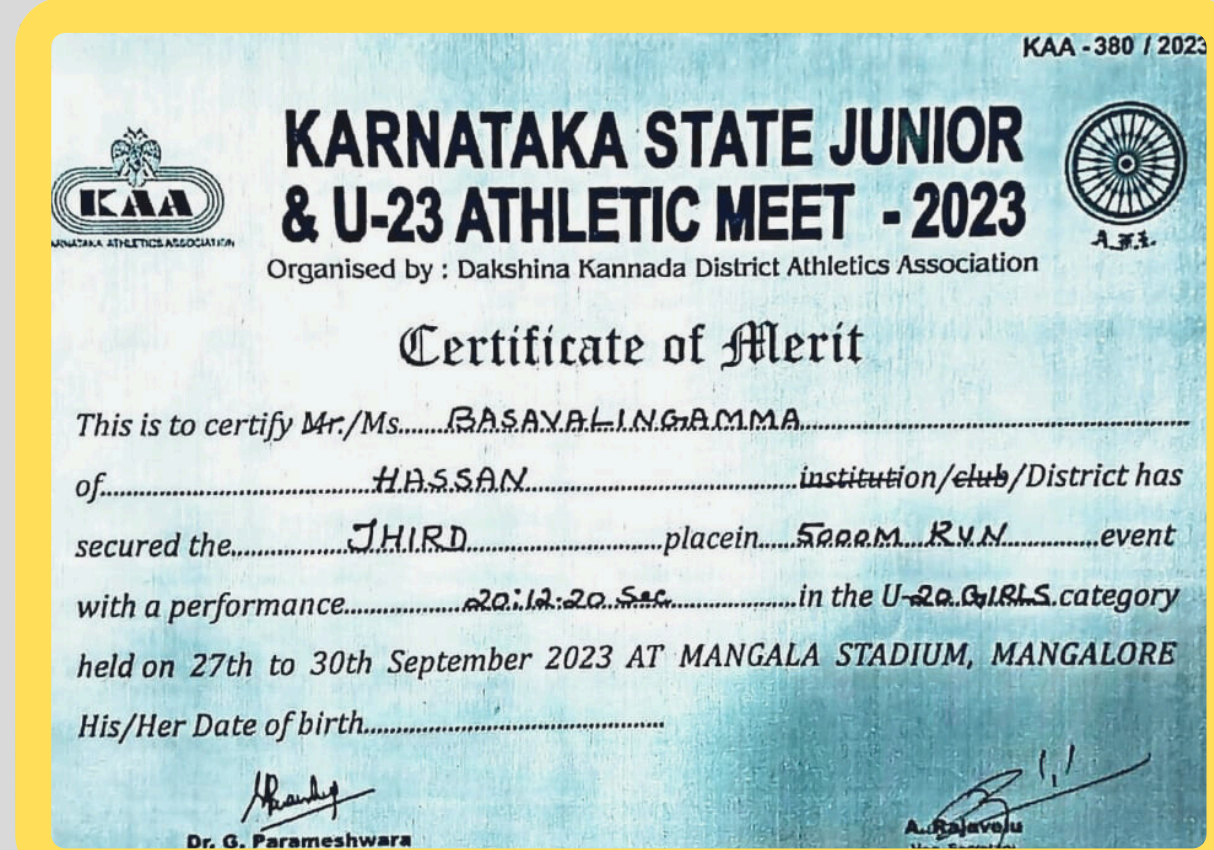 KAA - 380 / 2023
KARNATAKA STATE JUNIOR
& U-23 ATHLETIC MEET - 2023
KAA
KARNATAKA ATHLETICS ASSOCIATION
A.F.I.
Organised by : Dakshina Kannada District Athletics Association
Certificate of Merit
This is to certify Mr./Ms......BASAVALINGAMMA......
of......HASSAN......institution/club/District has
secured the......THIRD......placein....5000M RUN......event
with a performance......20:12.20 Sec......in the U-20 GIRLS.category
held on 27th to 30th September 2023 AT MANGALA STADIUM, MANGALORE
His/Her Date of birth......
Dr. G. Parameshwara
A. Rajavelu
Hon. Secretary